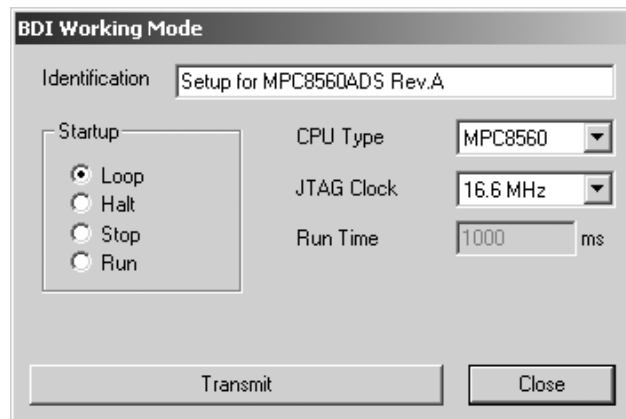 BDI Working Mode
Identification Setup for MPC8560ADS Rev.A
Startup
Loop
Halt
Stop
Run
CPU Type MPC8560
JTAG Clock 16.6 MHz
Run Time 1000 ms
Transmit Close